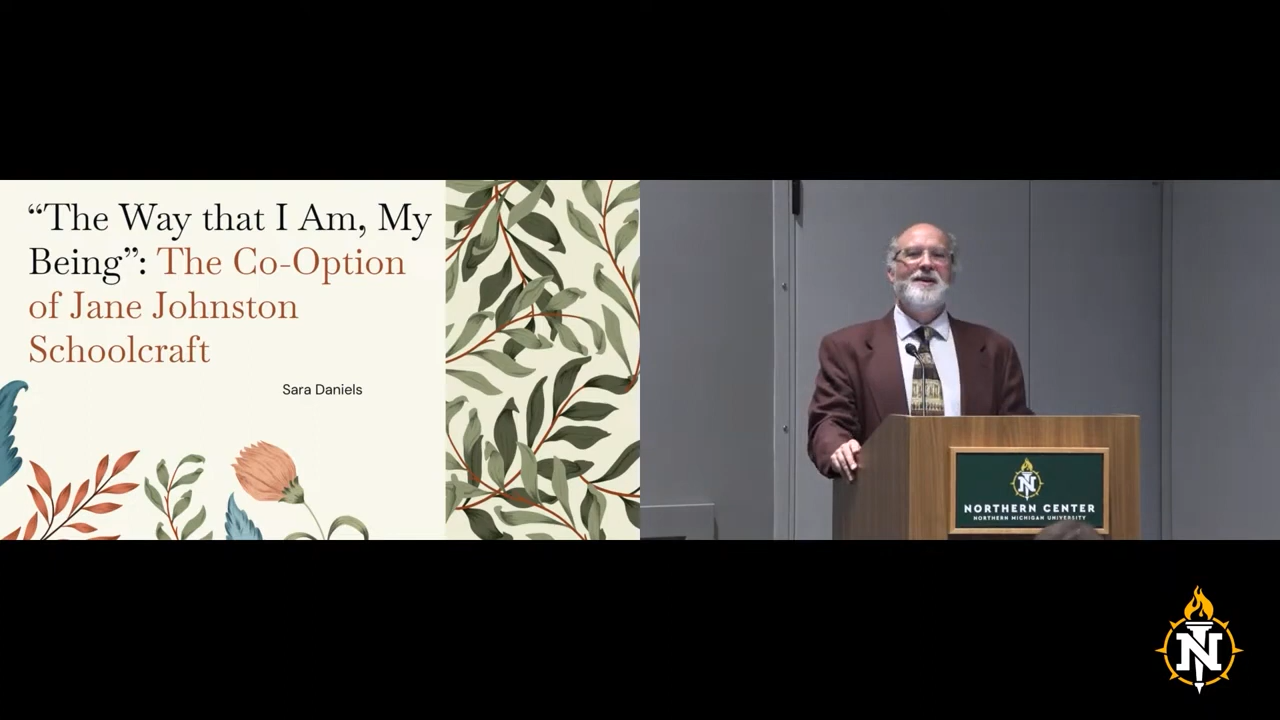 “The Way that I Am, My
Being”: The Co-Option
of Jane Johnston
Schoolcraft
Sara Daniels
N
NORTHERN CENTER
NORTHERN MICHIGAN UNIVERSITY
N